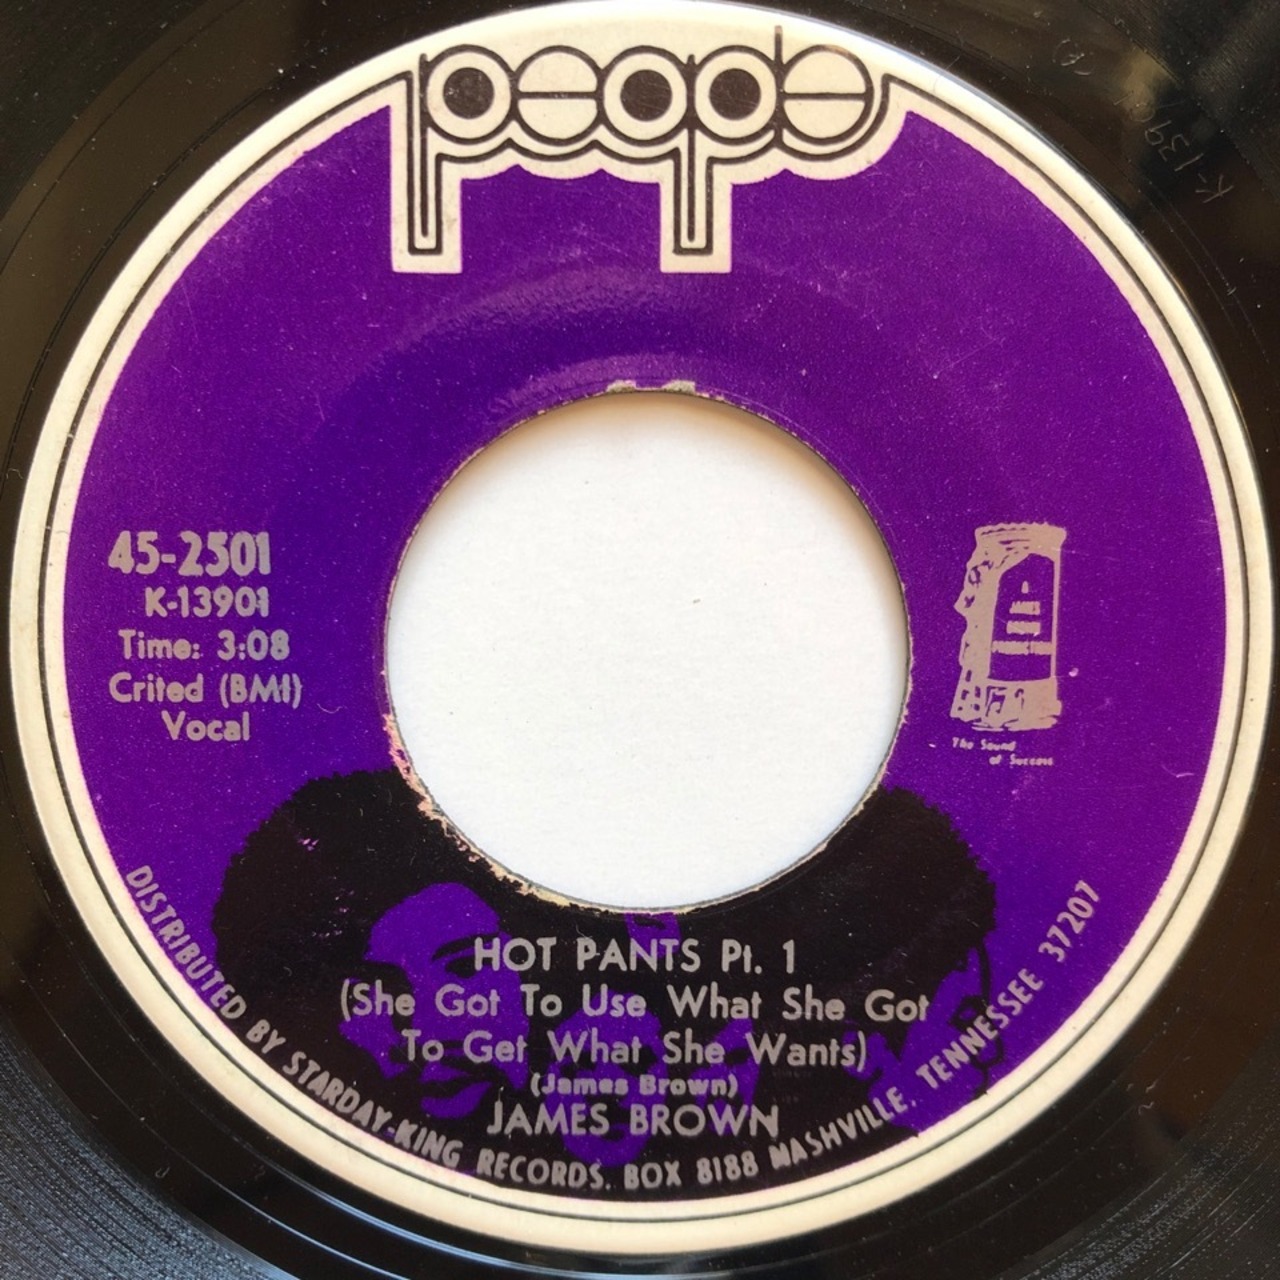 people
45-2501
K-13901
Time: 3:08
Crited (BMI)
Vocal
A
JAMES
BROWN
PRODUCTION
The Sound
of Success
HOT PANTS Pt. 1
(She Got To Use What She Got
To Get What She Wants)
(James Brown)
JAMES BROWN
DISTRIBUTED BY STARDAY-KING RECORDS. BOX 8188 NASHVILLE, TENNESSEE 37207
K-13901